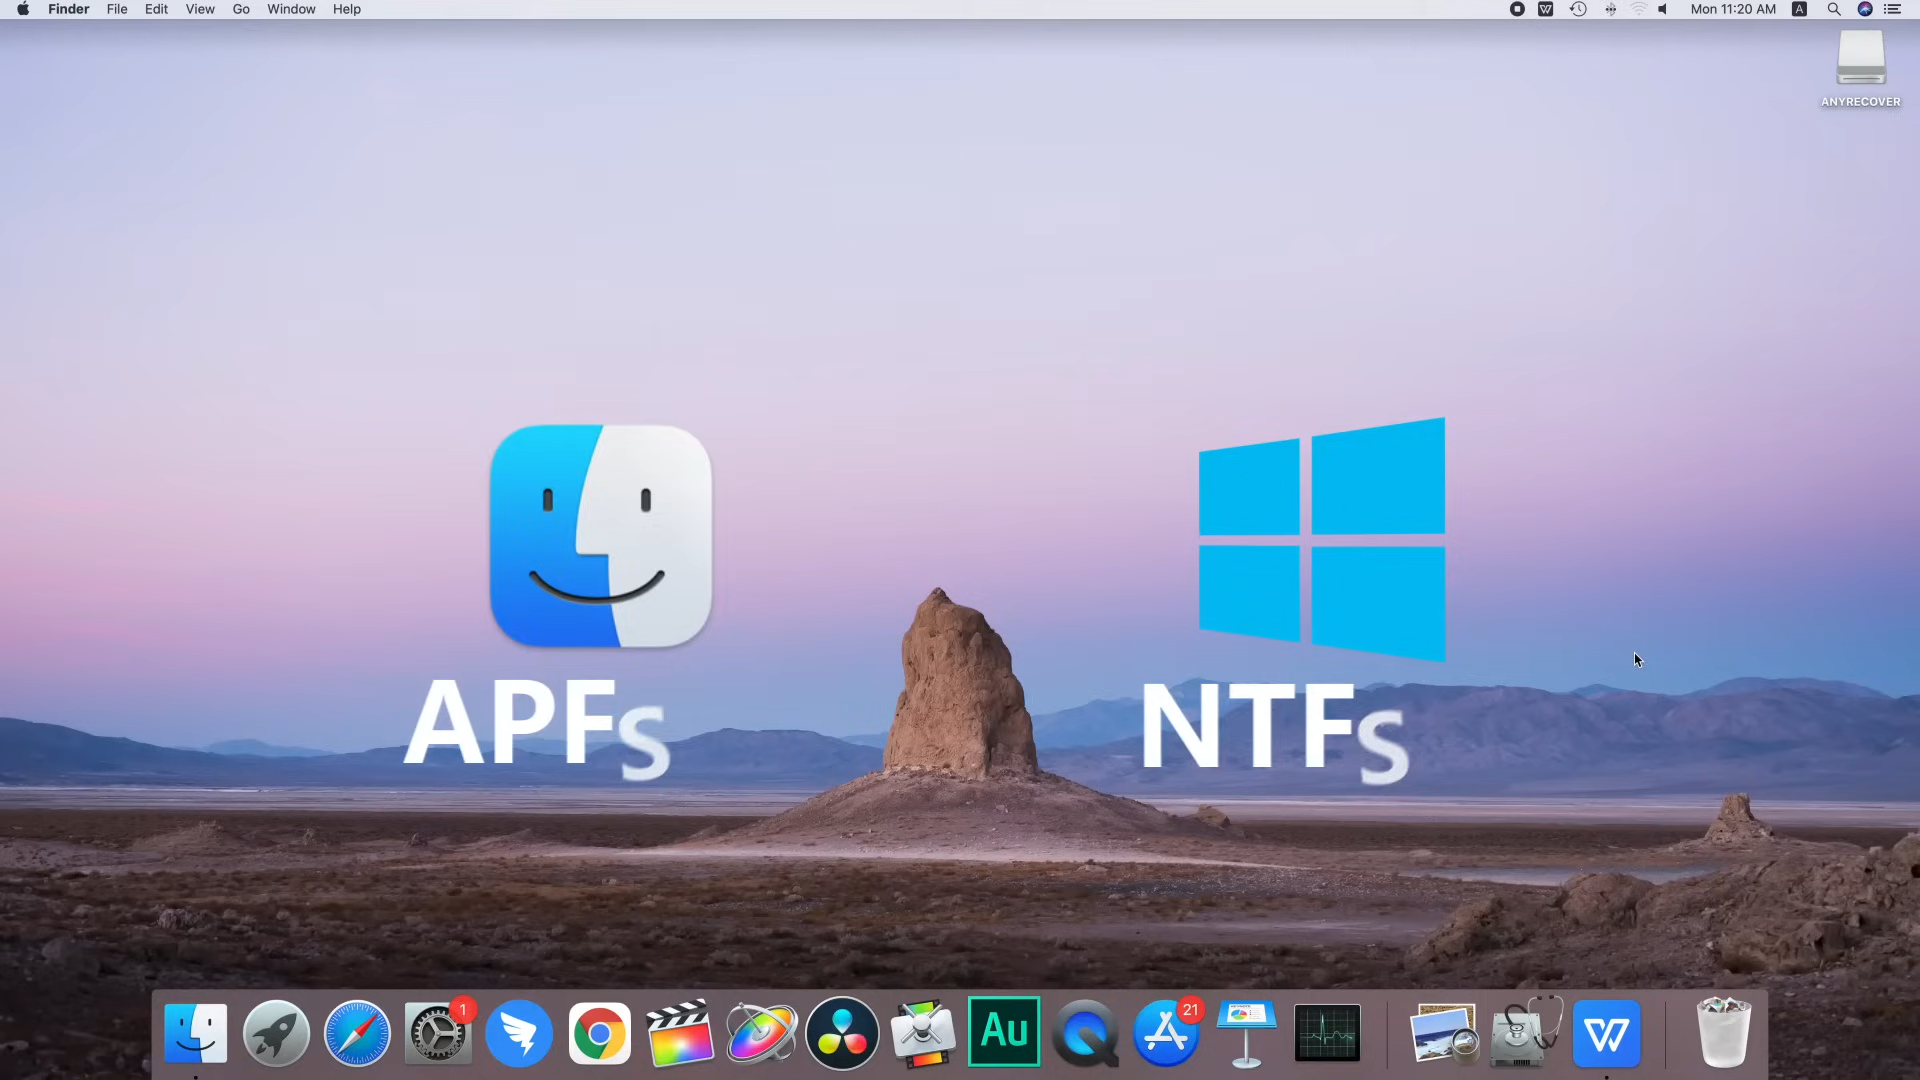 Finder File Edit View Go Window Help
Mon 11:20 AM A
ANYRECOVER
APFs
NTFs
1
Au
21